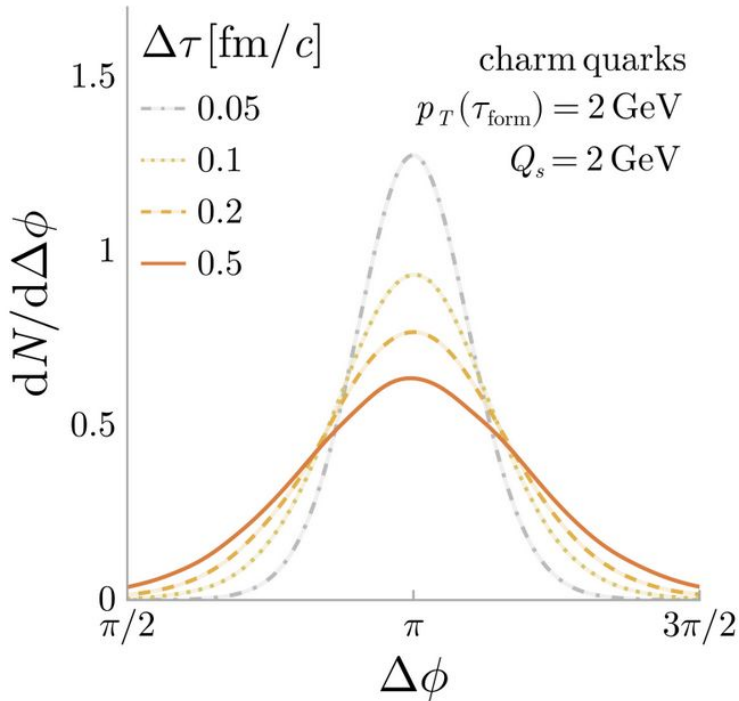 Δτ [fm/c]
0.05
0.1
0.2
0.5
charm quarks
p_T(τ_form) = 2 GeV
Q_s = 2 GeV
dN/dΔϕ
1.5
1
0.5
0
π/2
π
3π/2
Δϕ